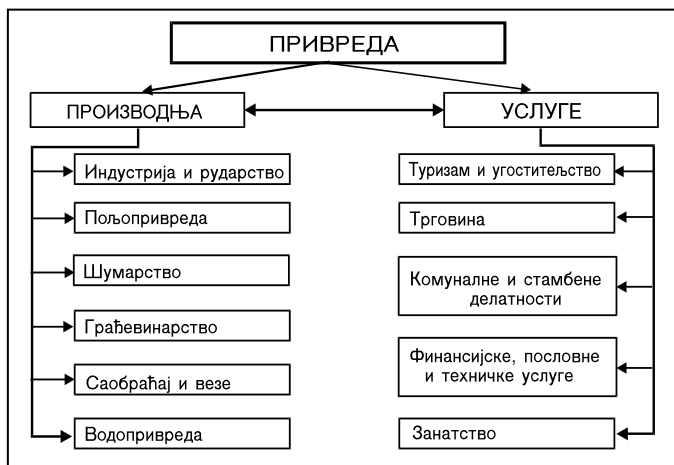 ПРИВРЕДА
ПРОИЗВОДЊА
УСЛУГЕ
Индустрија и рударство
Пољопривреда
Шумарство
Грађевинарство
Саобраћај и везе
Водопривреда
Туризам и угоститељство
Трговина
Комуналне и стамбене
делатности
Финансијске, пословне
и техничке услуге
Занатство